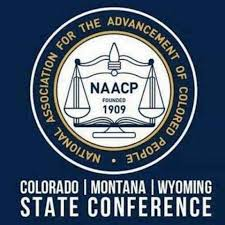 NATIONAL ASSOCIATION FOR THE ADVANCEMENT OF COLORED PEOPLE •
NAACP
FOUNDED
1909
COLORADO | MONTANA | WYOMING
STATE CONFERENCE